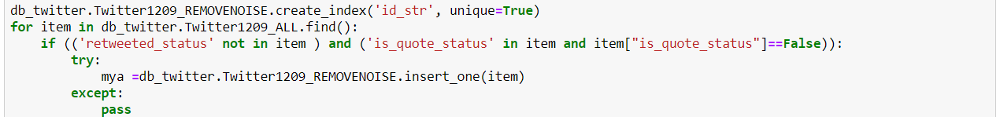 db_twitter.Twitter1209_REMOVENOISE.create_index('id_str', unique=True)
for item in db_twitter.Twitter1209_ALL.find():
    if (('retweeted_status' not in item ) and ('is_quote_status' in item and item["is_quote_status"]==False)):
        try:
            mya =db_twitter.Twitter1209_REMOVENOISE.insert_one(item)
        except:
            pass